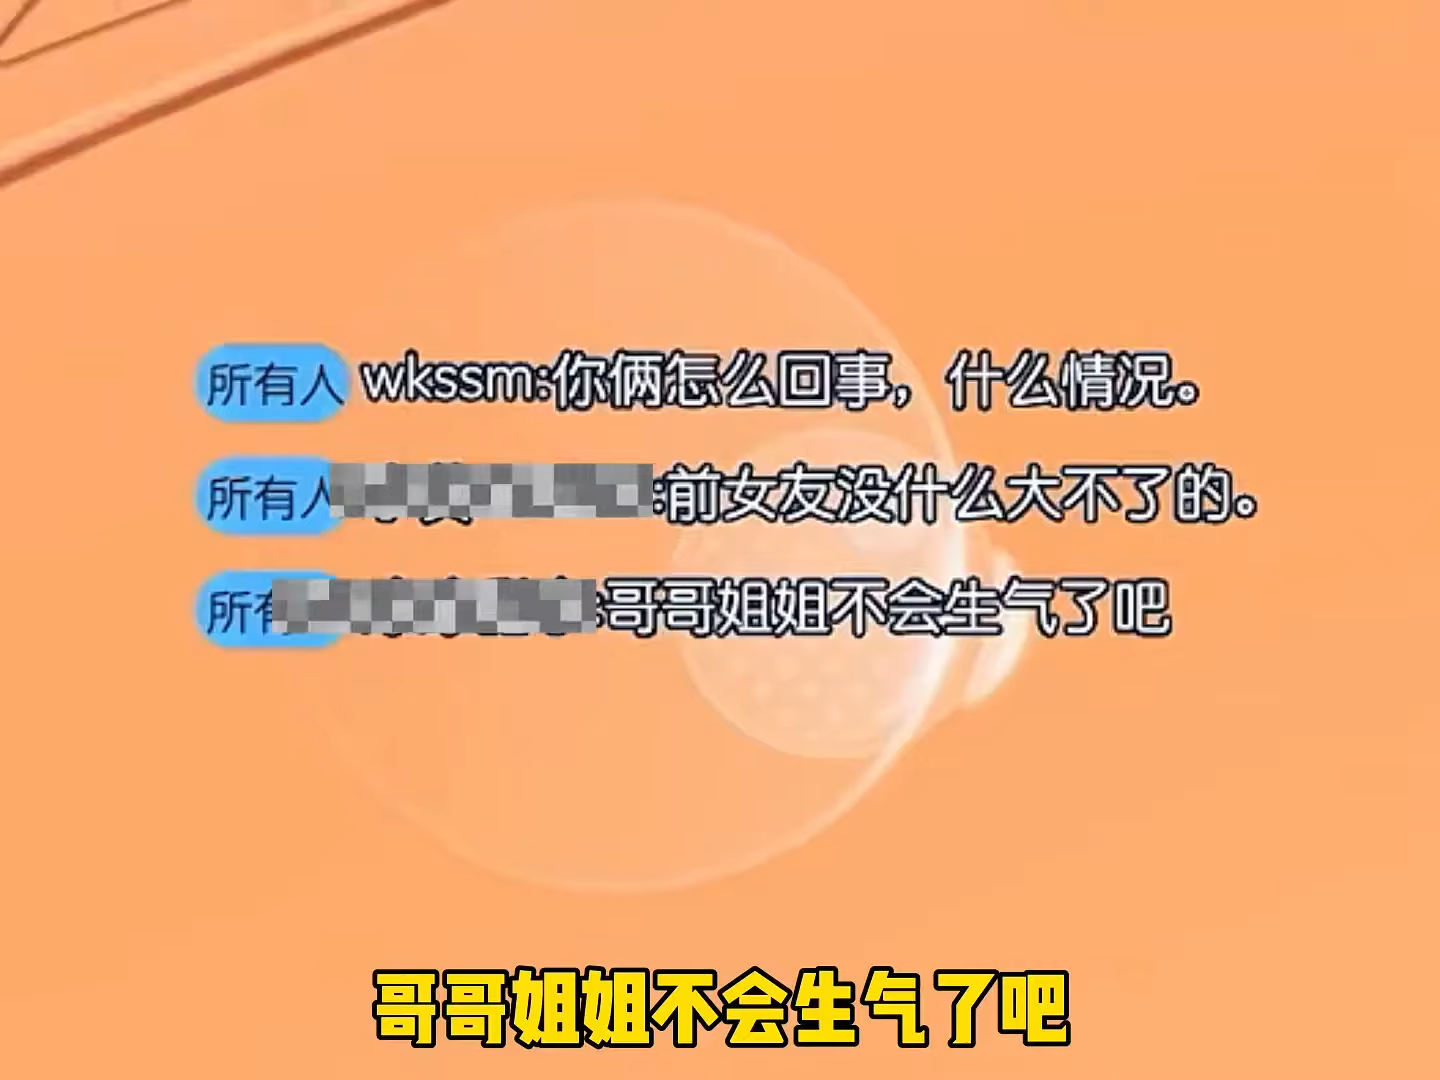 所有人 wkssm:你俩怎么回事，什么情况。
所有人 :前女友没什么大不了的。
所有 :哥哥姐姐不会生气了吧
哥哥姐姐不会生气了吧